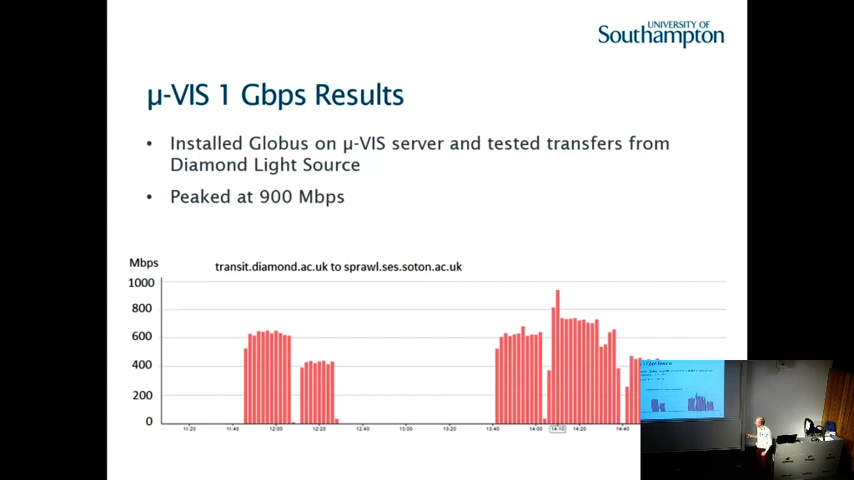 UNIVERSITY OF
Southampton
µ-VIS 1 Gbps Results
• Installed Globus on µ-VIS server and tested transfers from
Diamond Light Source
• Peaked at 900 Mbps
Mbps
transit.diamond.ac.uk to sprawl.ses.soton.ac.uk
1000
800
600
400
200
0
11:20 11:40 12:00 12:20 12:40 13:00 13:20 13:40 14:00 14:10 14:20 14:40